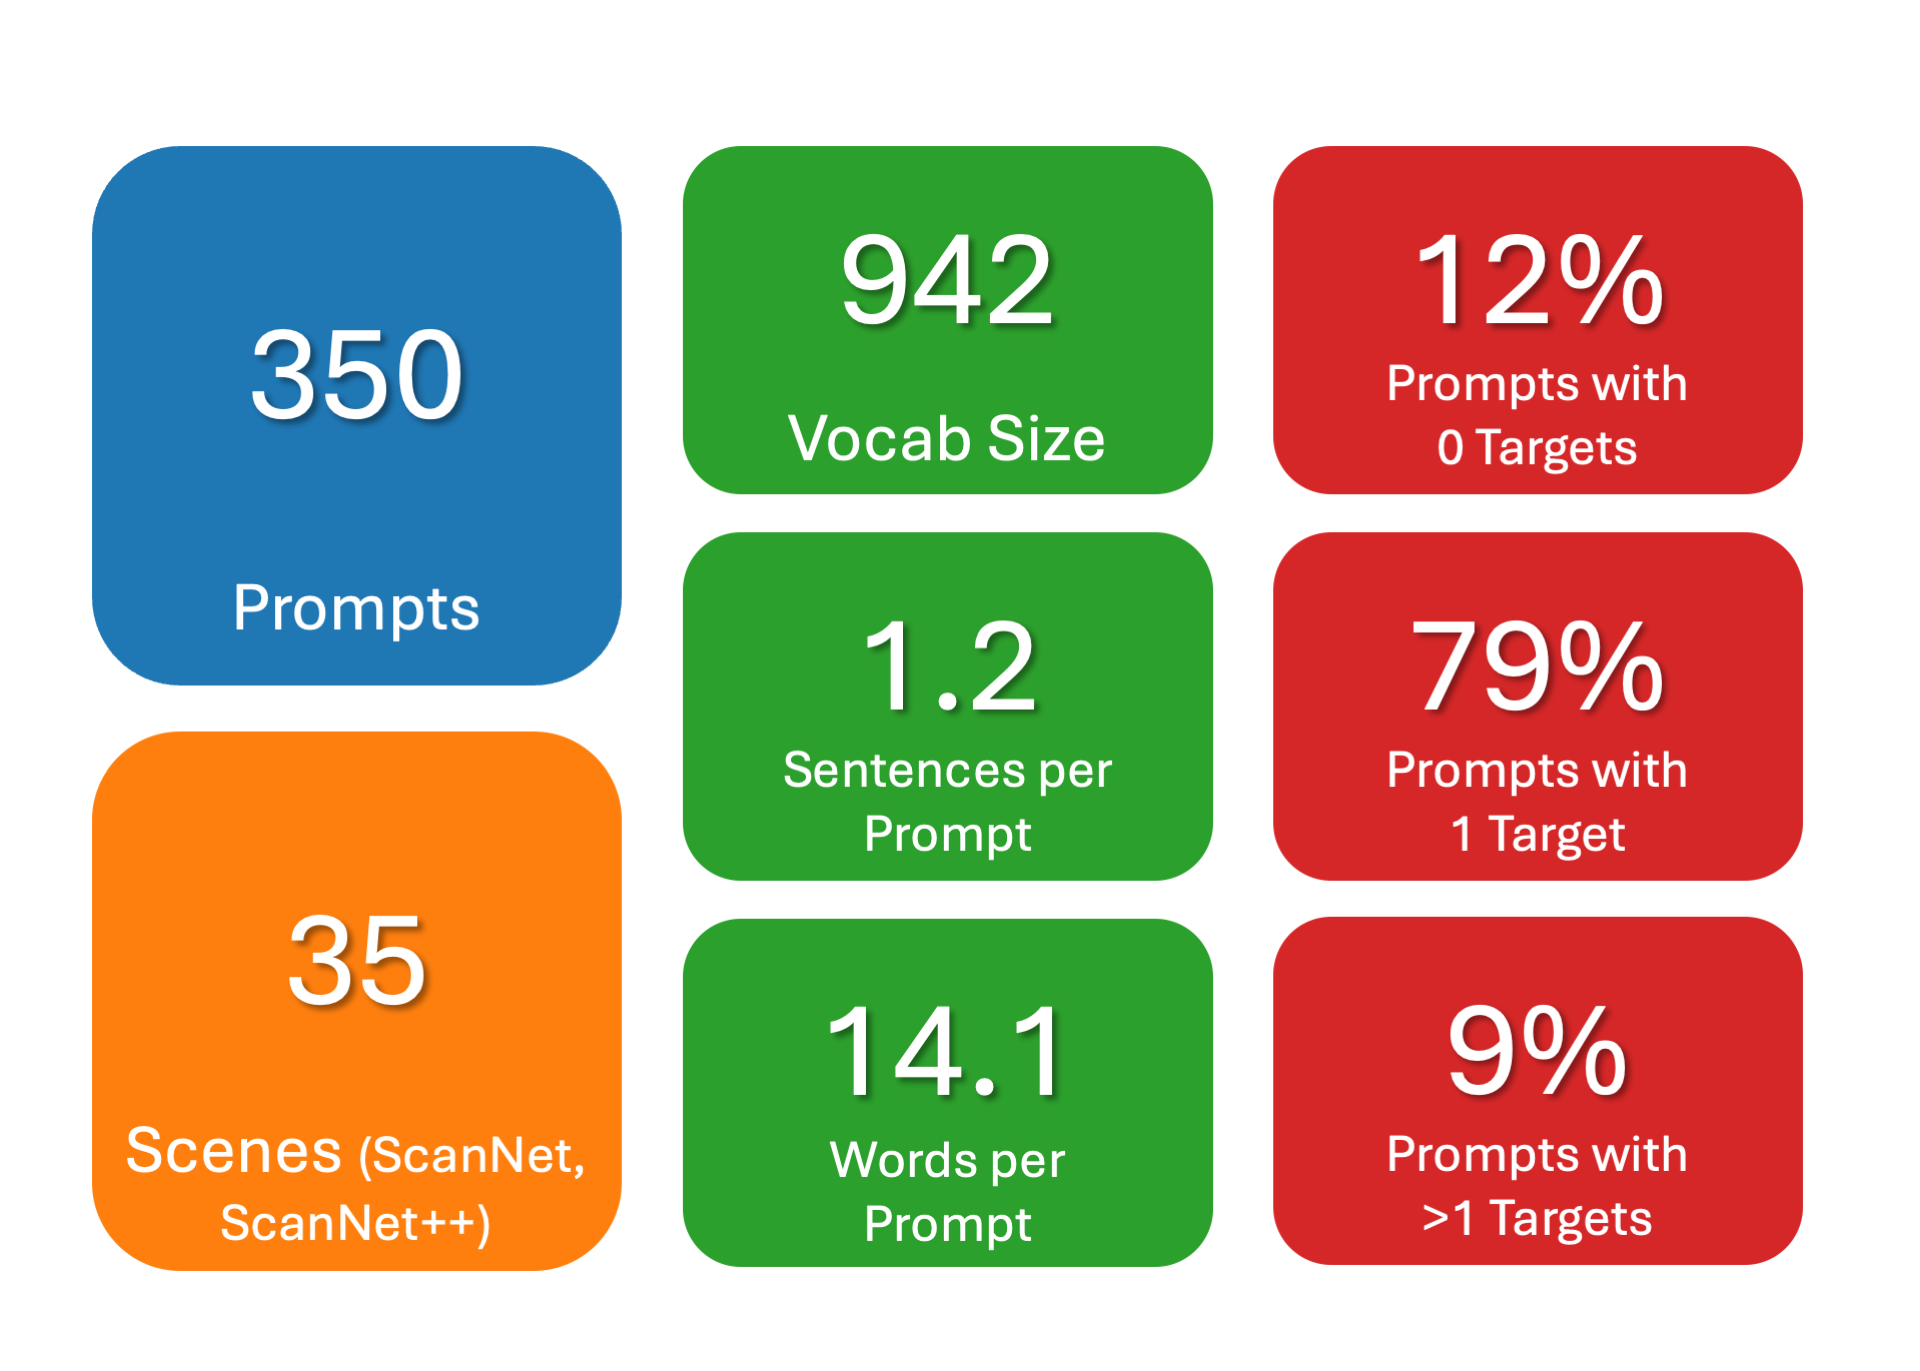 350
Prompts
35
Scenes (ScanNet,
ScanNet++)
942
Vocab Size
1.2
Sentences per
Prompt
14.1
Words per
Prompt
12%
Prompts with
0 Targets
79%
Prompts with
1 Target
9%
Prompts with
>1 Targets